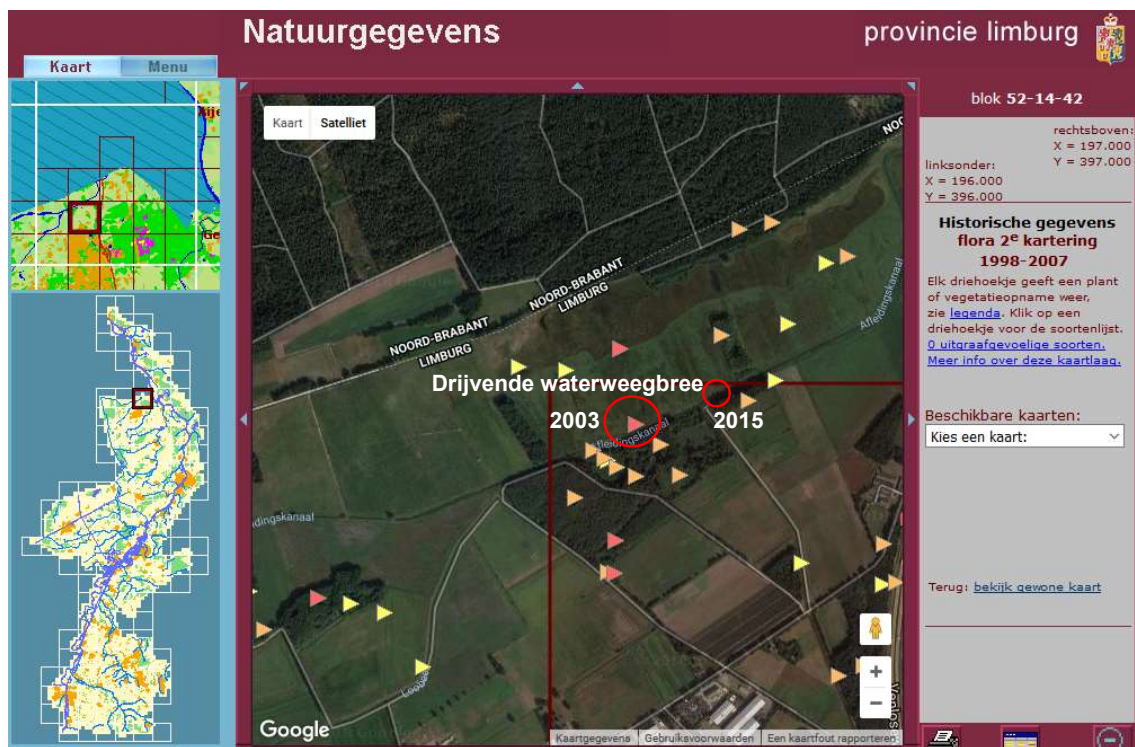 Natuurgegevens
provincie limburg
Kaart
Menu
Aije
Ge
Kaart
Satelliet
NOORD-BRABANT
LIMBURG
NOORD-BRABANT
LIMBURG
Afleidingskanaal
Drijvende waterweegbree
2003
2015
Afleidingskanaal
dingskanaal
Google
Kaartgegevens
Gebruiksvoorwaarden
Een kaartfout rapporteren
blok 52-14-42
rechtsboven:
X = 197.000
Y = 397.000
linksonder:
X = 196.000
Y = 396.000
Historische gegevens
flora 2e kartering
1998-2007
Elk driehoekje geeft een plant
of vegetatieopname weer,
zie legenda. Klik op een
driehoekje voor de soortenlijst.
0 uitgraafgevoelige soorten.
Meer info over deze kaartlaag.
Beschikbare kaarten:
Kies een kaart:
Terug: bekijk gewone kaart